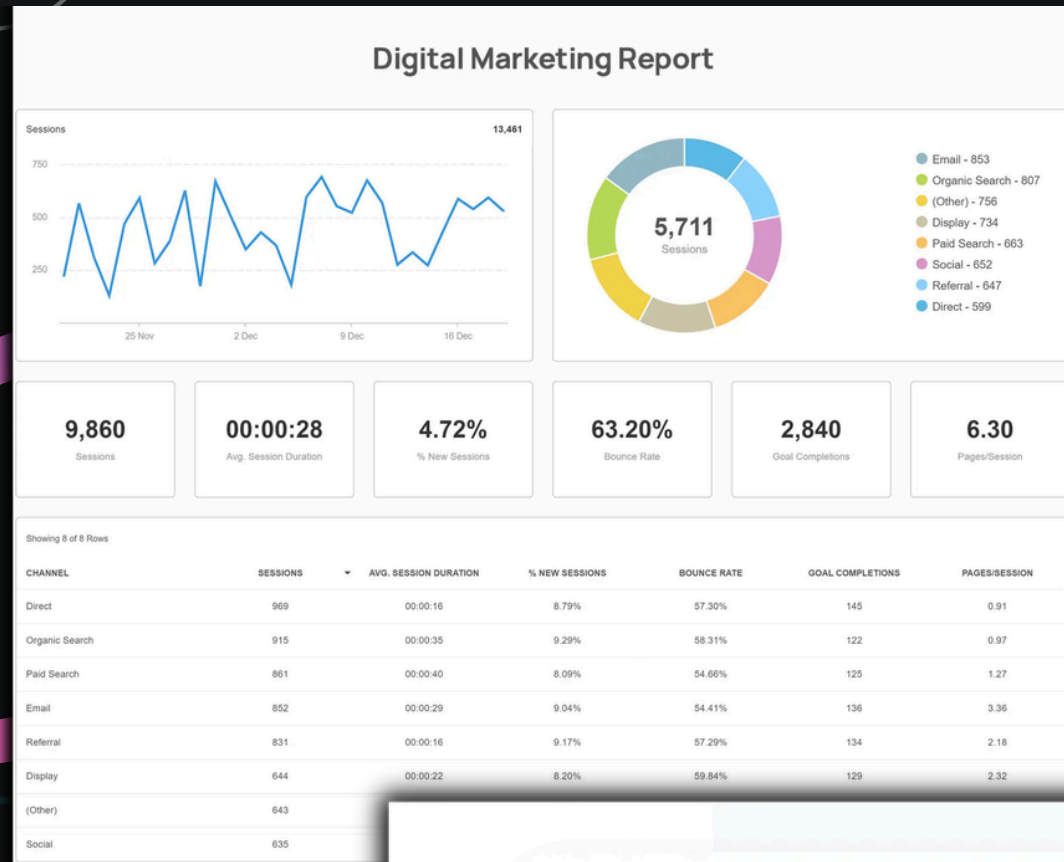 Digital Marketing Report
Sessions 13,461
750
500
250
25 Nov 2 Dec 9 Dec 16 Dec
5,711
Sessions
Email - 853
Organic Search - 807
(Other) - 756
Display - 734
Paid Search - 663
Social - 652
Referral - 647
Direct - 599
9,860
Sessions
00:00:28
Avg. Session Duration
4.72%
% New Sessions
63.20%
Bounce Rate
2,840
Goal Completions
6.30
Pages/Session
Showing 8 of 8 Rows
CHANNEL SESSIONS AVG. SESSION DURATION % NEW SESSIONS BOUNCE RATE GOAL COMPLETIONS PAGES/SESSION
Direct 969 00:00:16 8.79% 57.30% 145 0.91
Organic Search 915 00:00:35 9.29% 58.31% 122 0.97
Paid Search 861 00:00:40 8.09% 54.66% 125 1.27
Email 852 00:00:29 9.04% 54.41% 136 3.36
Referral 831 00:00:16 9.17% 57.29% 134 2.18
Display 644 00:00:22 8.20% 59.84% 129 2.32
(Other) 643
Social 635